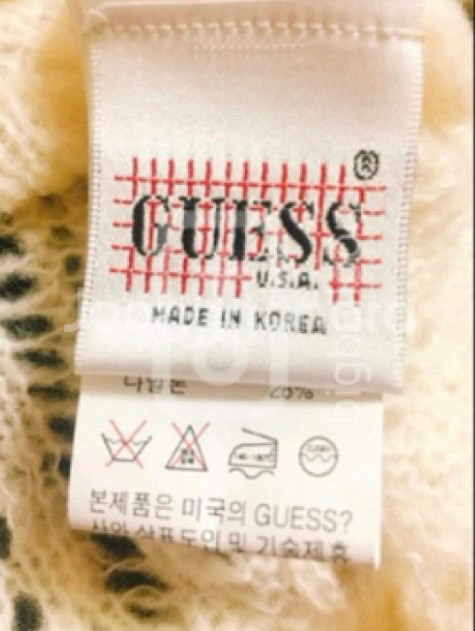 GUESS®
U.S.A.
MADE IN KOREA
나일론 20%
본제품은 미국의 GUESS?
사와 상표도입 및 기술제휴